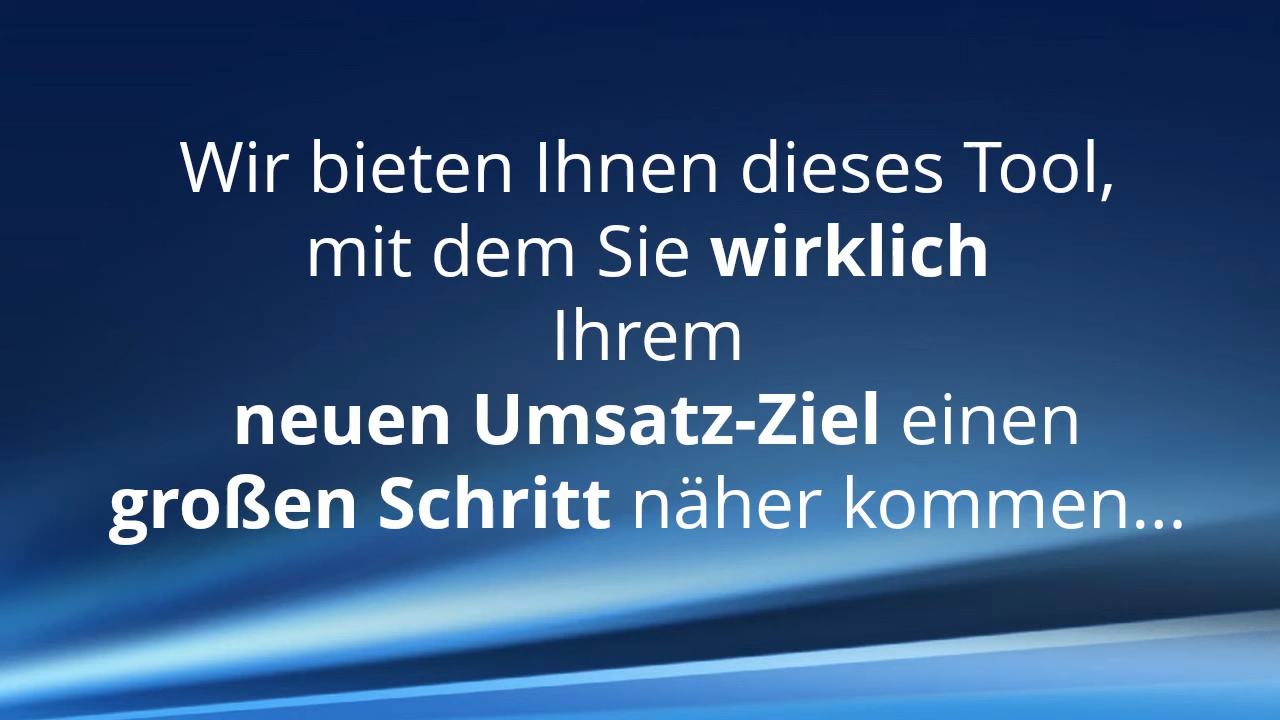 Wir bieten Ihnen dieses Tool,
mit dem Sie wirklich
Ihrem
neuen Umsatz-Ziel einen
großen Schritt näher kommen...